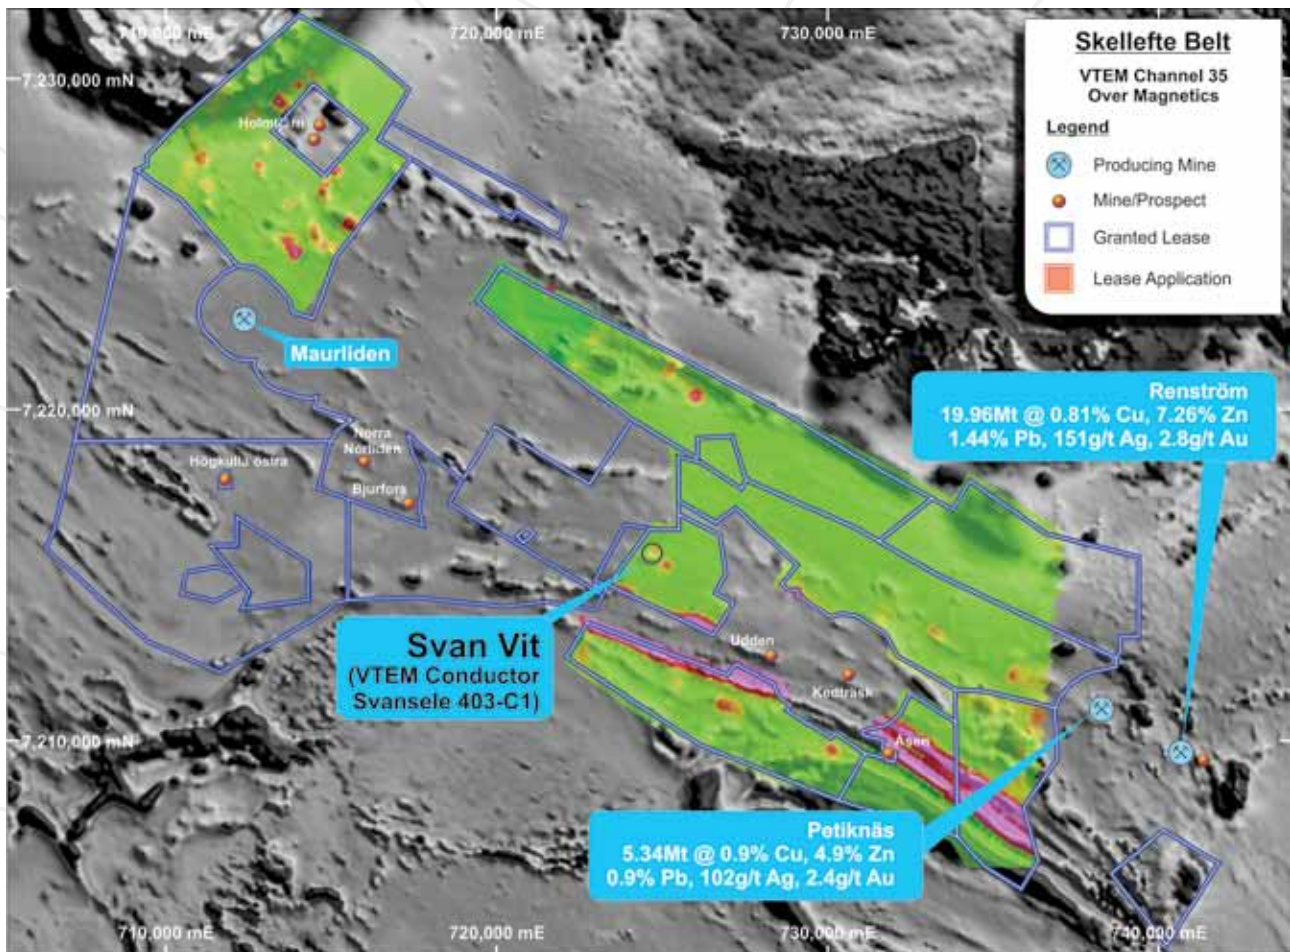 710,000 mE
720,000 mE
730,000 mE
7,230,000 mN
Skellefte Belt
VTEM Channel 35
Over Magnetics
Legend
Producing Mine
Mine/Prospect
Granted Lease
Lease Application
Maurliden
Renström
19.96Mt @ 0.81% Cu, 7.26% Zn
1.44% Pb, 151g/t Ag, 2.8g/t Au
7,220,000 mN
Norra
Norliden
Högkulla östra
Bjurfors
Svan Vit
(VTEM Conductor
Svansele 403-C1)
Udden
Kedträsk
Åsen
7,210,000 mN
Petiknäs
5.34Mt @ 0.9% Cu, 4.9% Zn
0.9% Pb, 102g/t Ag, 2.4g/t Au
710,000 mE
720,000 mE
730,000 mE
740,000 mE